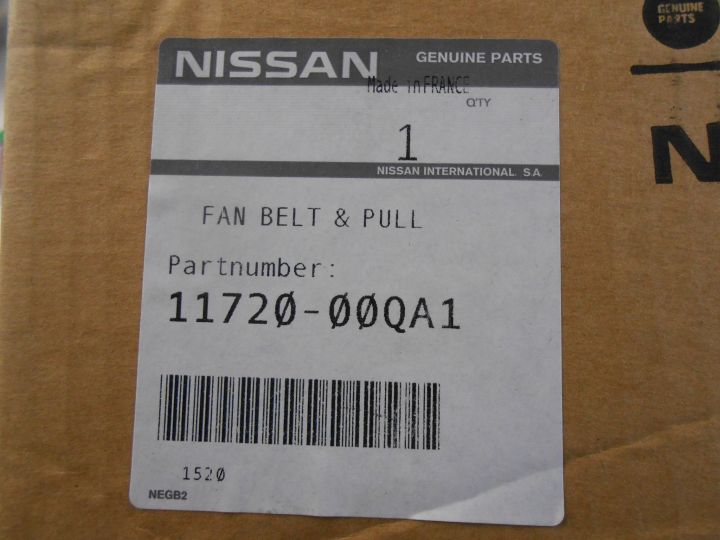 GENUINE
PARTS
N
NISSAN GENUINE PARTS
Made in FRANCE
Q'TY
1
NISSAN INTERNATIONAL S.A.
FAN BELT & PULL
Partnumber:
11720-00QA1
1520
NEGB2